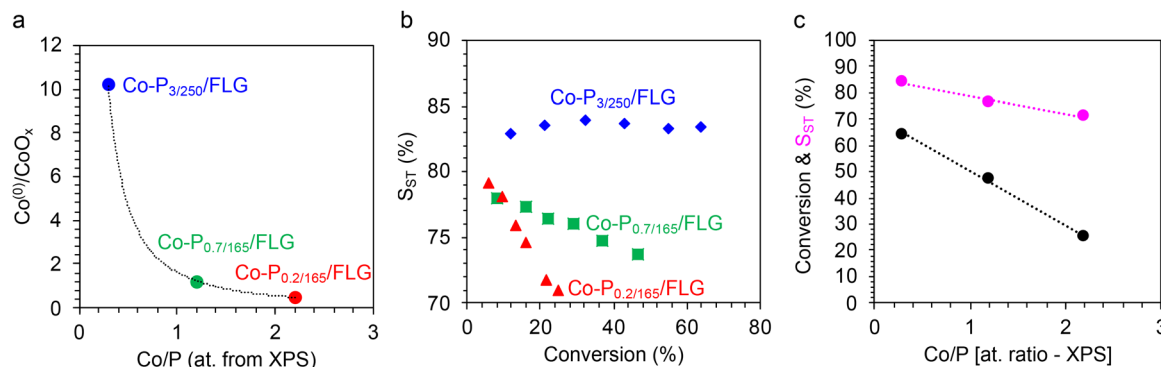 a
Co⁽⁰⁾/CoOₓ
12
10
8
6
4
2
0
Co-P₃/₂₅₀/FLG
Co-P₀.₇/₁₆₅/FLG
Co-P₀.₂/₁₆₅/FLG
0 1 2 3
Co/P (at. from XPS)
b
S_ST (%)
90
85
80
75
70
Co-P₃/₂₅₀/FLG
Co-P₀.₇/₁₆₅/FLG
Co-P₀.₂/₁₆₅/FLG
0 20 40 60 80
Conversion (%)
c
Conversion & S_ST (%)
100
90
80
70
60
50
40
30
20
10
0
0 1 2 3
Co/P [at. ratio - XPS]